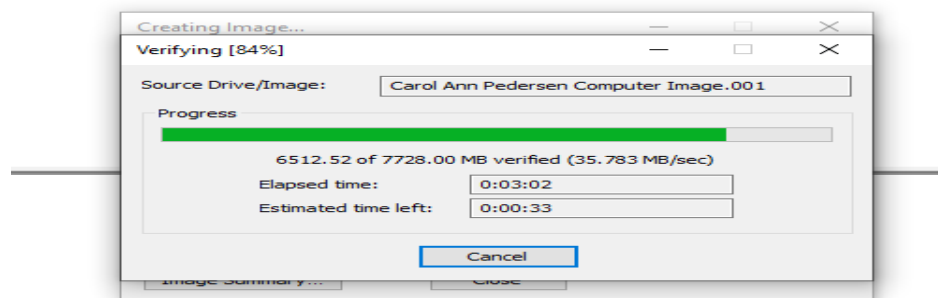 Creating Image...
Verifying [84%]
Source Drive/Image: Carol Ann Pedersen Computer Image.001
Progress
6512.52 of 7728.00 MB verified (35.783 MB/sec)
Elapsed time: 0:03:02
Estimated time left: 0:00:33
Cancel
Image Summary... Close